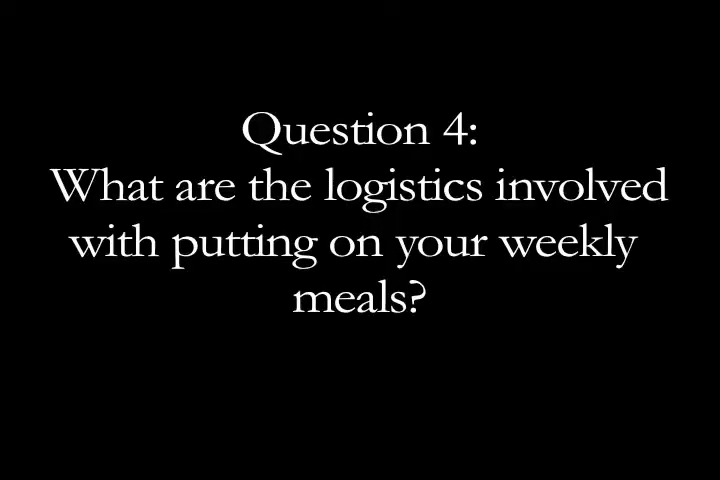 Question 4:
What are the logistics involved
with putting on your weekly
meals?